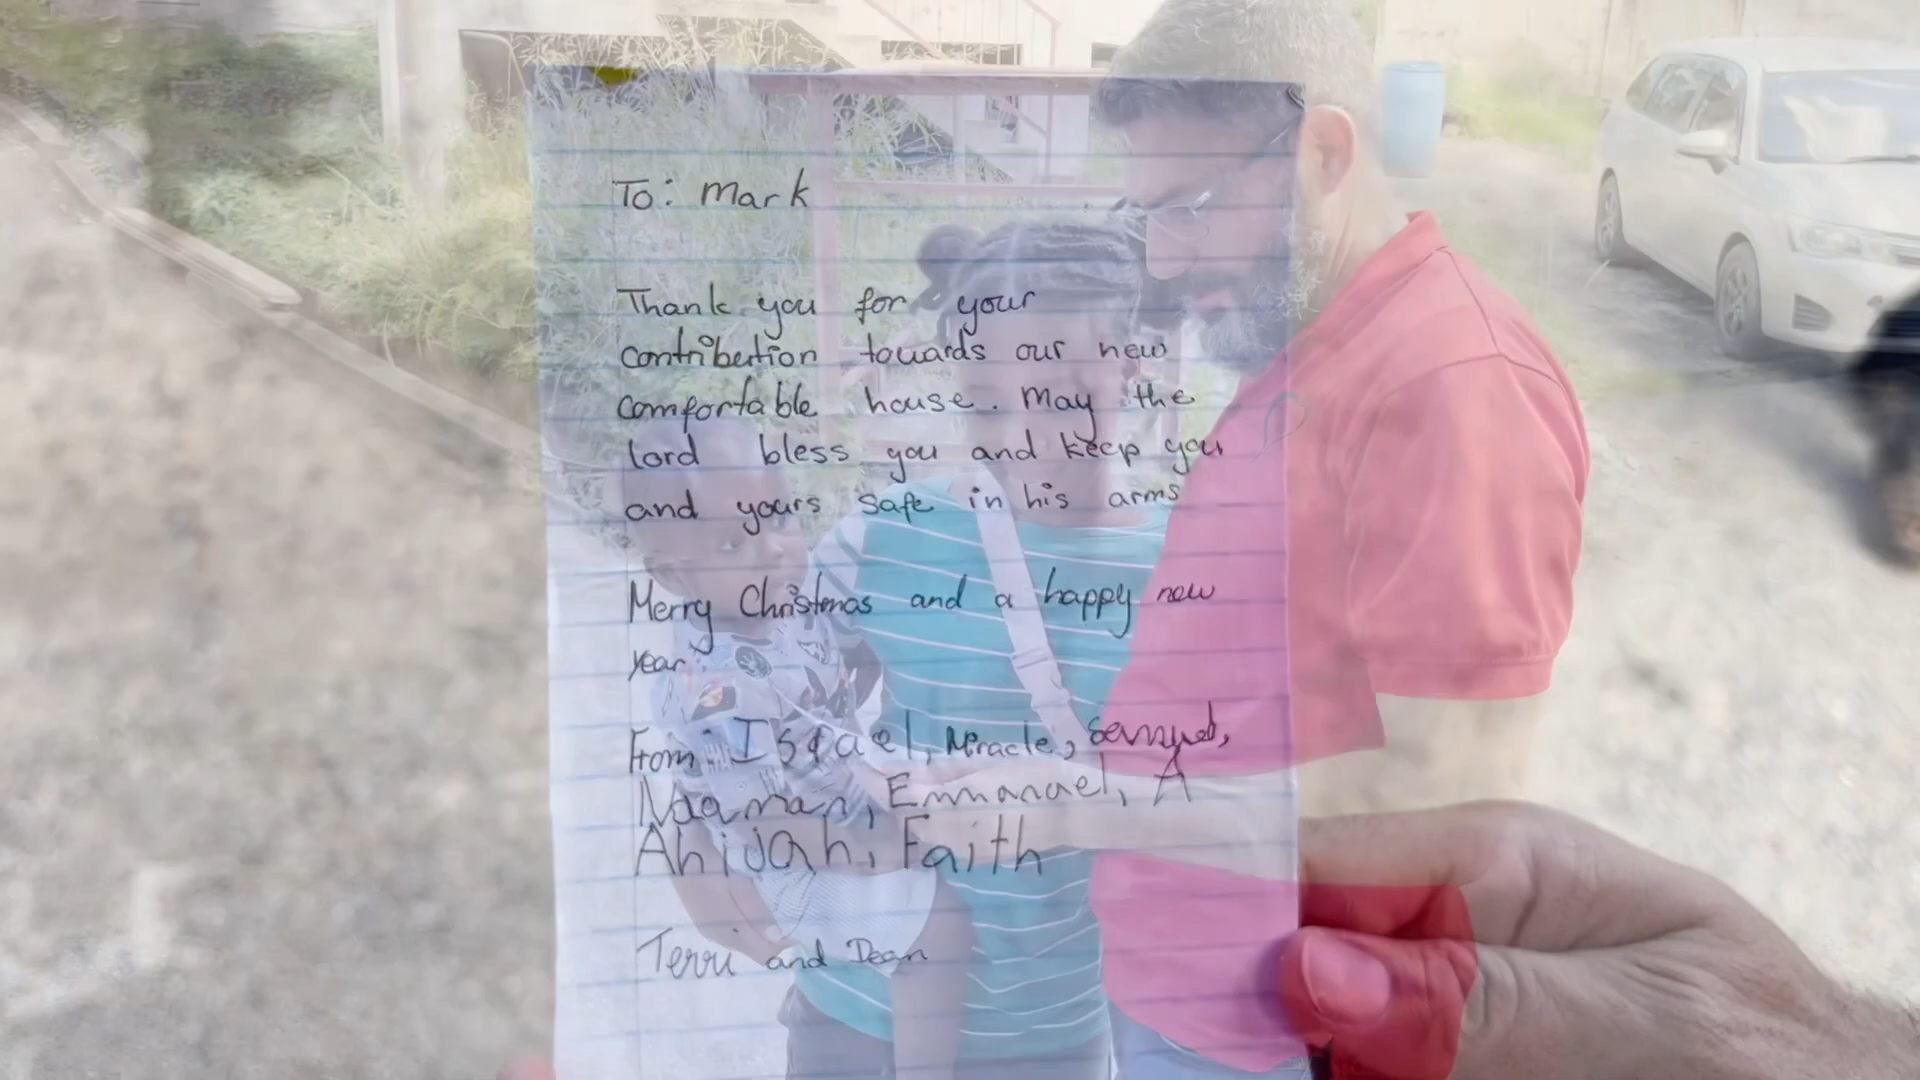 To: Mark
Thank you for your
contribution towards our new
comfortable house. May the
lord bless you and keep you
and yours safe in his arms
Merry Christmas and a happy new
year
From: Israel, Miracle, Samuel,
Naaman, Emmanuel, A
Ahijah, Faith
Terri and Dean